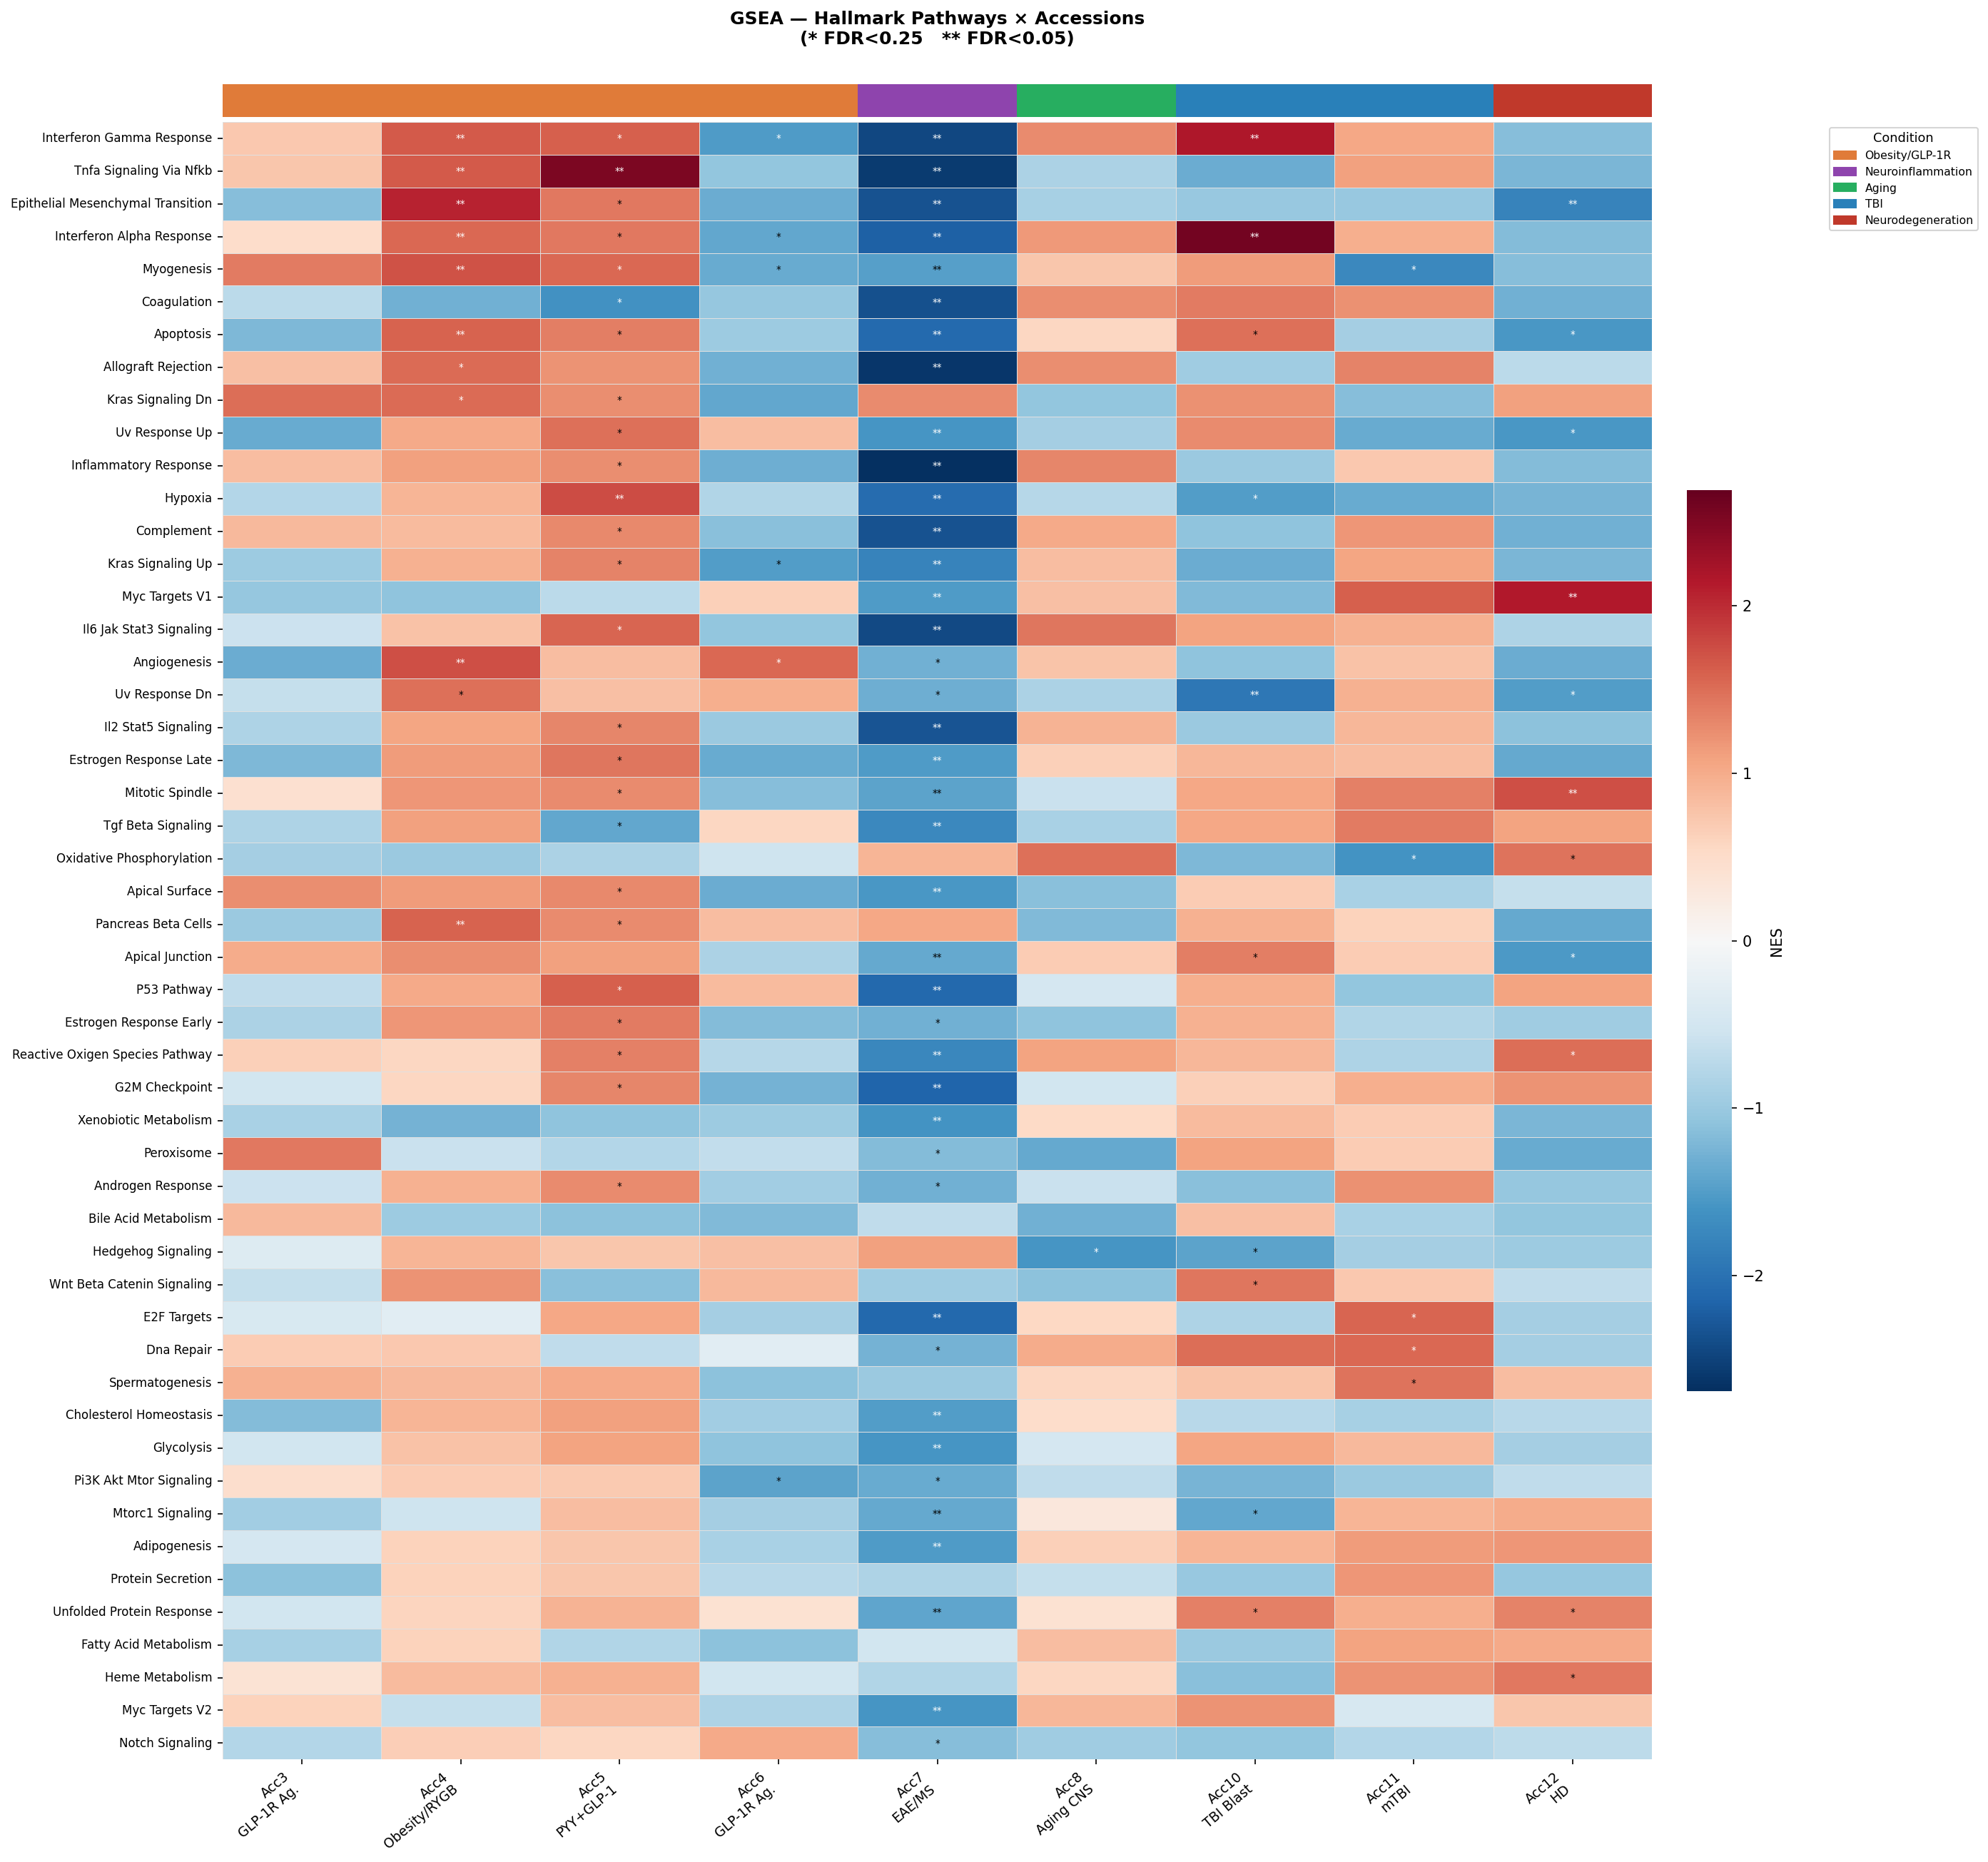 GSEA — Hallmark Pathways × Accessions
(* FDR<0.25   ** FDR<0.05)
Condition
Obesity/GLP-1R
Neuroinflammation
Aging
TBI
Neurodegeneration
Interferon Gamma Response ** * * ** **
Tnfa Signaling Via Nfkb ** ** **
Epithelial Mesenchymal Transition ** * ** **
Interferon Alpha Response ** * * ** **
Myogenesis ** * * ** *
Coagulation * **
Apoptosis ** * ** * *
Allograft Rejection * **
Kras Signaling Dn * *
Uv Response Up * ** *
Inflammatory Response * **
Hypoxia ** ** *
Complement * **
Kras Signaling Up * * **
Myc Targets V1 ** **
Il6 Jak Stat3 Signaling * **
Angiogenesis ** * *
Uv Response Dn * * ** *
Il2 Stat5 Signaling * **
Estrogen Response Late * **
Mitotic Spindle * ** **
Tgf Beta Signaling * **
Oxidative Phosphorylation * *
Apical Surface * **
Pancreas Beta Cells ** *
Apical Junction ** * *
P53 Pathway * **
Estrogen Response Early * *
Reactive Oxigen Species Pathway * ** *
G2M Checkpoint * **
Xenobiotic Metabolism **
Peroxisome *
Androgen Response * *
Bile Acid Metabolism
Hedgehog Signaling * *
Wnt Beta Catenin Signaling *
E2F Targets ** *
Dna Repair * *
Spermatogenesis *
Cholesterol Homeostasis **
Glycolysis **
Pi3K Akt Mtor Signaling * *
Mtorc1 Signaling ** *
Adipogenesis **
Protein Secretion
Unfolded Protein Response ** * *
Fatty Acid Metabolism
Heme Metabolism *
Myc Targets V2 **
Notch Signaling *
2
1
0
−1
−2
NES
Acc3
GLP-1R Ag.
Acc4
Obesity/RYGB
Acc5
PYY+GLP-1
Acc6
GLP-1R Ag.
Acc7
EAE/MS
Acc8
Aging CNS
Acc10
TBI Blast
Acc11
mTBI
Acc12
HD